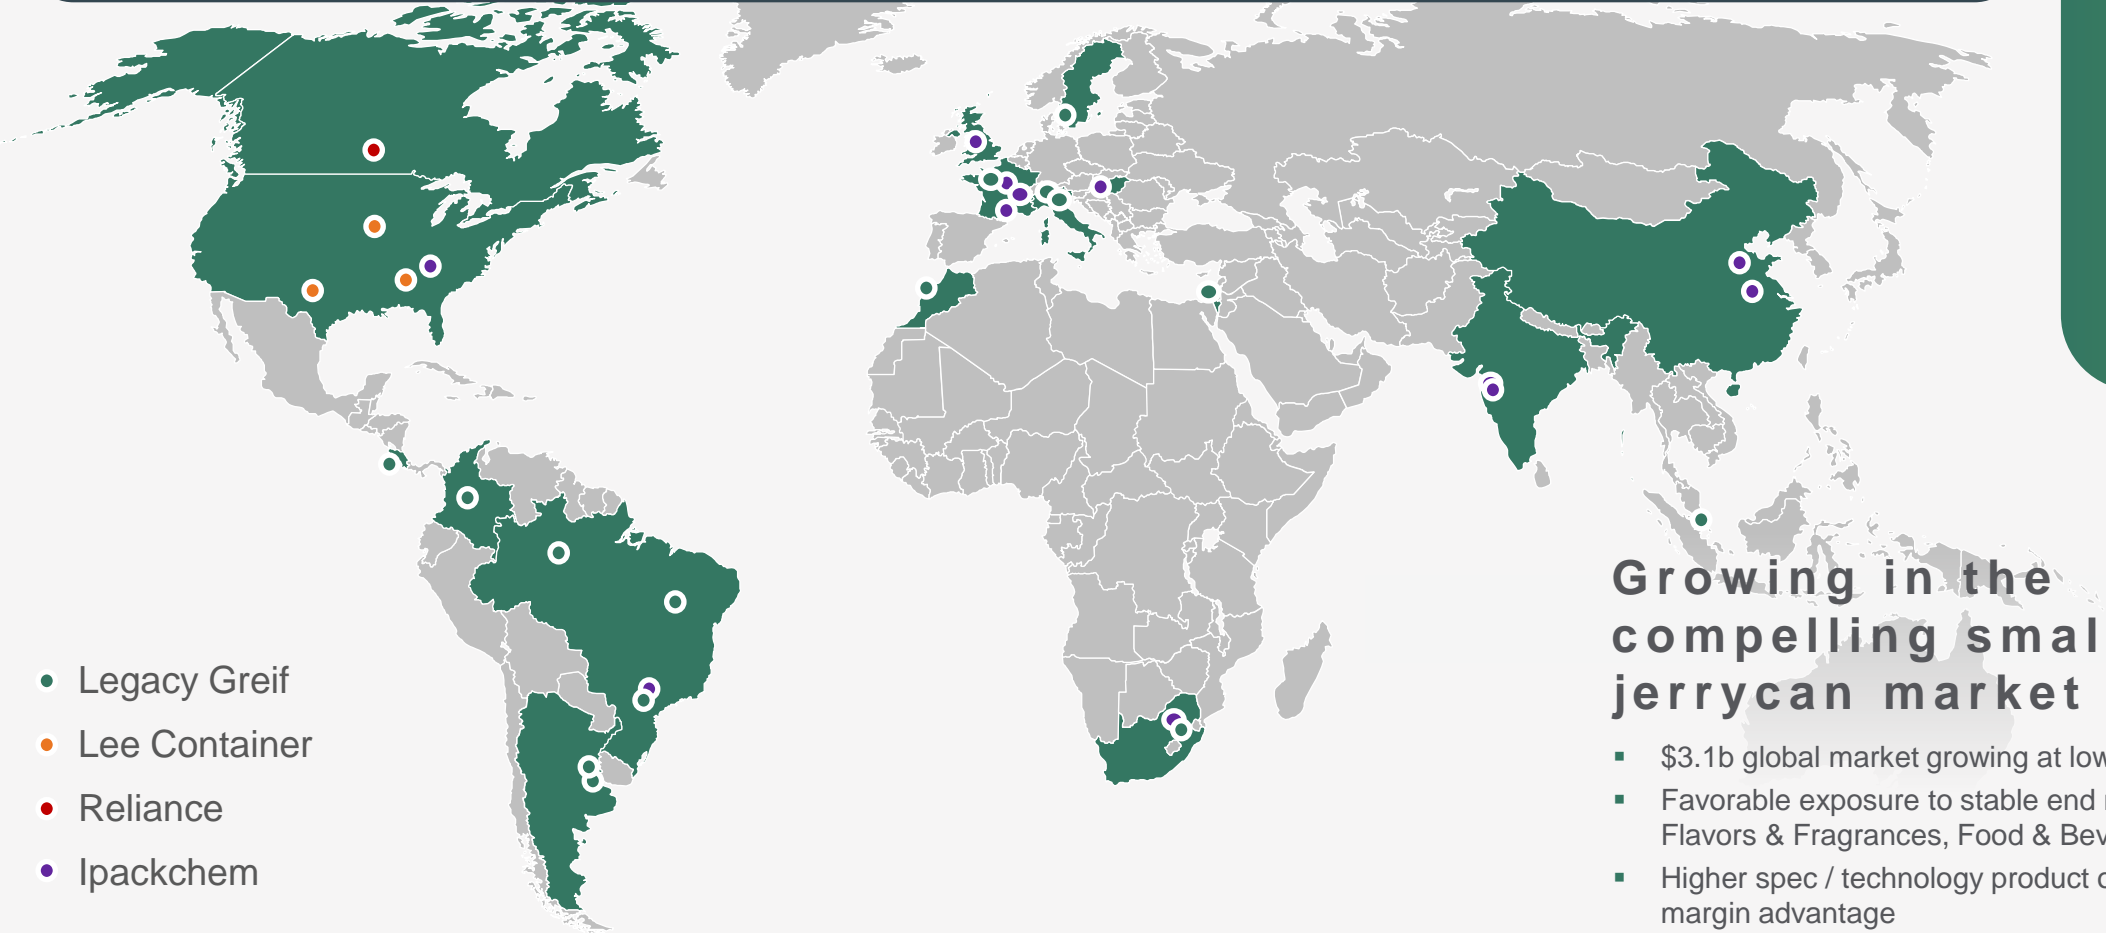 Legacy Greif
Lee Container
Reliance
Ipackchem
Growing in the
compelling smal
jerrycan market
▪ $3.1b global market growing at low
▪ Favorable exposure to stable end
Flavors & Fragrances, Food & Bev
▪ Higher spec / technology product
margin advantage